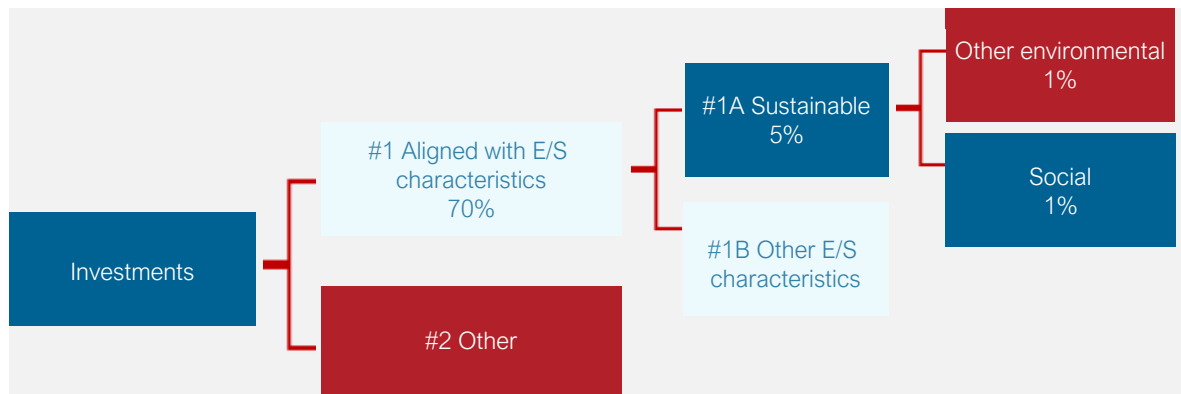 Investments
#1 Aligned with E/S
characteristics
70%
#2 Other
#1A Sustainable
5%
#1B Other E/S
characteristics
Other environmental
1%
Social
1%